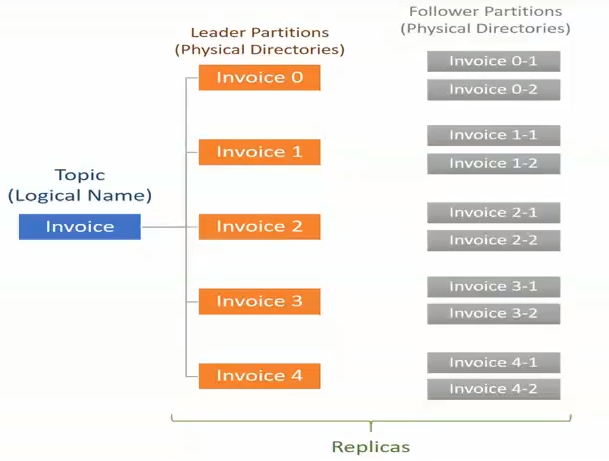 Leader Partitions
(Physical Directories)
Follower Partitions
(Physical Directories)
Topic
(Logical Name)
Invoice
Invoice 0
Invoice 0-1
Invoice 0-2
Invoice 1
Invoice 1-1
Invoice 1-2
Invoice 2
Invoice 2-1
Invoice 2-2
Invoice 3
Invoice 3-1
Invoice 3-2
Invoice 4
Invoice 4-1
Invoice 4-2
Replicas